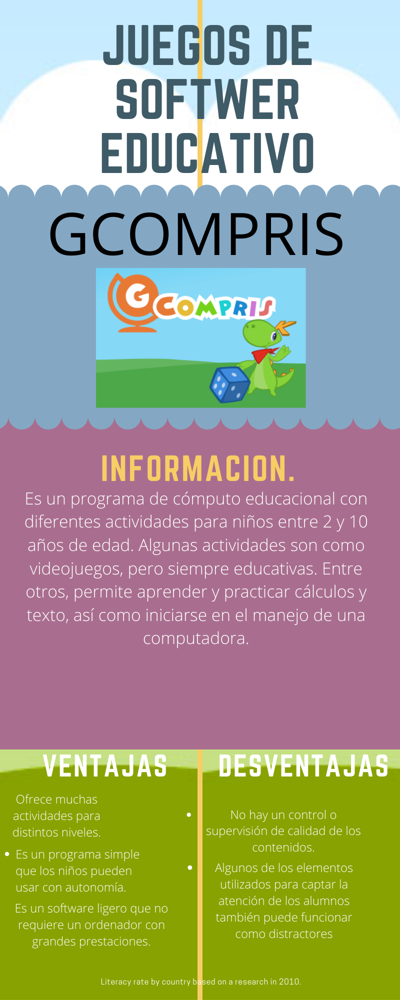 JUEGOS DE
SOFTWER
EDUCATIVO
GCOMPRIS
G COMPRIS
INFORMACION.
Es un programa de cómputo educacional con
diferentes actividades para niños entre 2 y 10
años de edad. Algunas actividades son como
videojuegos, pero siempre educativas. Entre
otros, permite aprender y practicar cálculos y
texto, así como iniciarse en el manejo de una
computadora.
VENTAJAS
Ofrece muchas
actividades para
distintos niveles.
• Es un programa simple
que los niños pueden
usar con autonomía.
Es un software ligero que no
requiere un ordenador con
grandes prestaciones.
DESVENTAJAS
• No hay un control o
supervisión de calidad de los
contenidos.
• Algunos de los elementos
utilizados para captar la
atención de los alumnos
también puede funcionar
como distractores
Literacy rate by country based on a research in 2010.